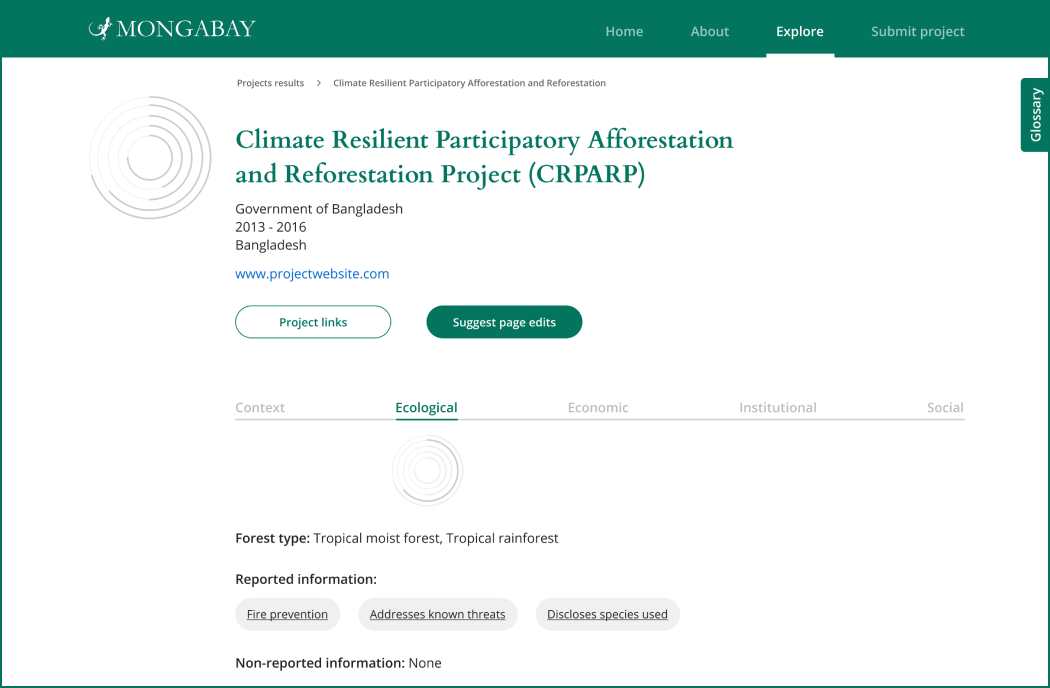 MONGABAY
Home About Explore Submit project
Projects results > Climate Resilient Participatory Afforestation and Reforestation
Glossary
Climate Resilient Participatory Afforestation
and Reforestation Project (CRPARP)
Government of Bangladesh
2013 - 2016
Bangladesh
www.projectwebsite.com
Project links Suggest page edits
Context Ecological Economic Institutional Social
Forest type: Tropical moist forest, Tropical rainforest
Reported information:
Fire prevention Addresses known threats Discloses species used
Non-reported information: None